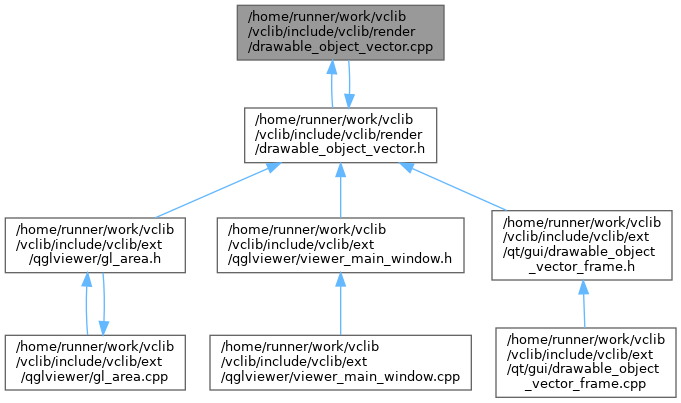 /home/runner/work/vclib
/vclib/include/vclib/render
/drawable_object_vector.cpp
/home/runner/work/vclib
/vclib/include/vclib/render
/drawable_object_vector.h
/home/runner/work/vclib
/vclib/include/vclib/ext
/qglviewer/gl_area.h
/home/runner/work/vclib
/vclib/include/vclib/ext
/qglviewer/viewer_main_window.h
/home/runner/work/vclib
/vclib/include/vclib/ext
/qt/gui/drawable_object
_vector_frame.h
/home/runner/work/vclib
/vclib/include/vclib/ext
/qglviewer/gl_area.cpp
/home/runner/work/vclib
/vclib/include/vclib/ext
/qglviewer/viewer_main_window.cpp
/home/runner/work/vclib
/vclib/include/vclib/ext
/qt/gui/drawable_object
_vector_frame.cpp